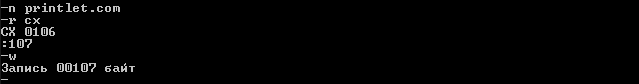 -n printlet.com
-r cx
CX 0106
:107
-w
Запись 00107 байт
-